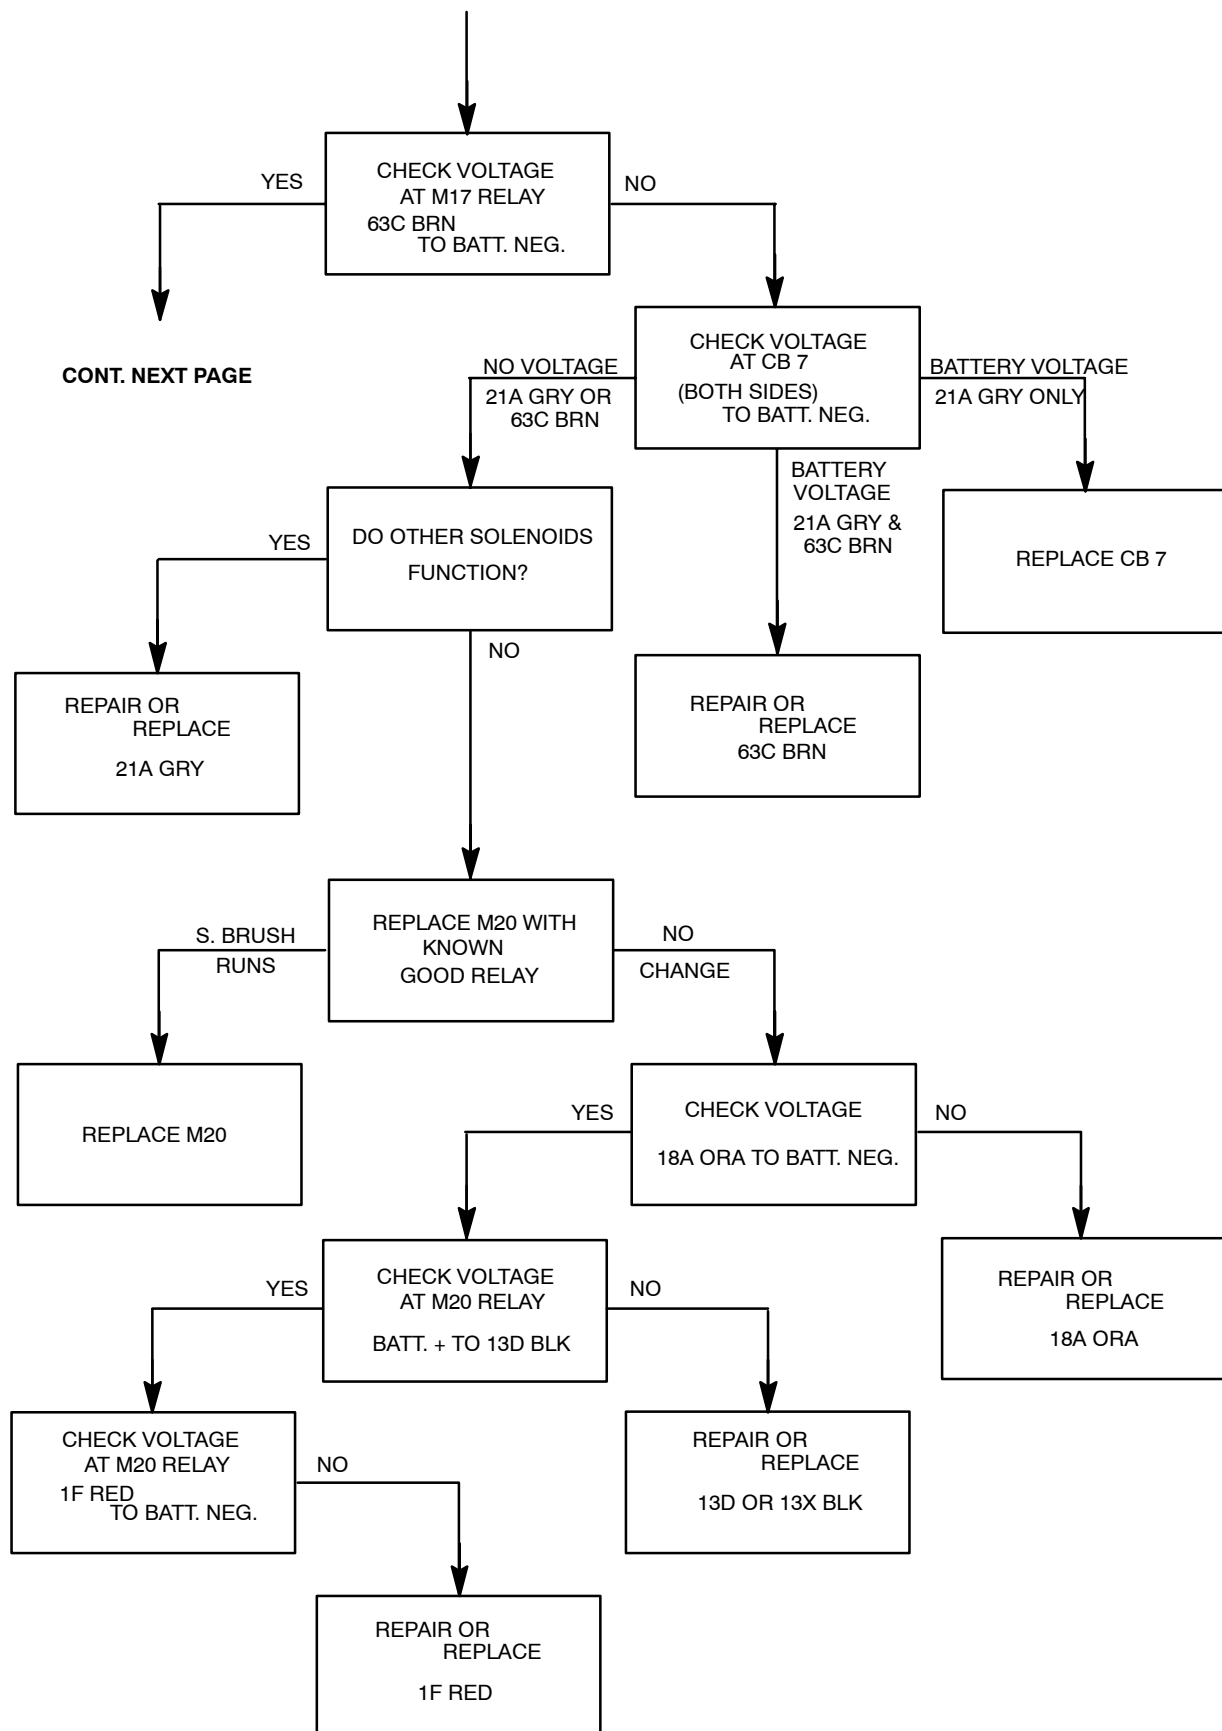 CHECK VOLTAGE
AT M17 RELAY
63C BRN
TO BATT. NEG.
YES
NO
CONT. NEXT PAGE
CHECK VOLTAGE
AT CB 7
(BOTH SIDES)
TO BATT. NEG.
NO VOLTAGE
21A GRY OR
63C BRN
BATTERY VOLTAGE
21A GRY ONLY
BATTERY
VOLTAGE
21A GRY &
63C BRN
REPLACE CB 7
DO OTHER SOLENOIDS
FUNCTION?
YES
NO
REPAIR OR
REPLACE
21A GRY
REPAIR OR
REPLACE
63C BRN
REPLACE M20 WITH
KNOWN
GOOD RELAY
S. BRUSH
RUNS
NO
CHANGE
REPLACE M20
CHECK VOLTAGE
18A ORA TO BATT. NEG.
YES
NO
CHECK VOLTAGE
AT M20 RELAY
BATT. + TO 13D BLK
YES
NO
REPAIR OR
REPLACE
18A ORA
CHECK VOLTAGE
AT M20 RELAY
1F RED
TO BATT. NEG.
NO
REPAIR OR
REPLACE
13D OR 13X BLK
REPAIR OR
REPLACE
1F RED